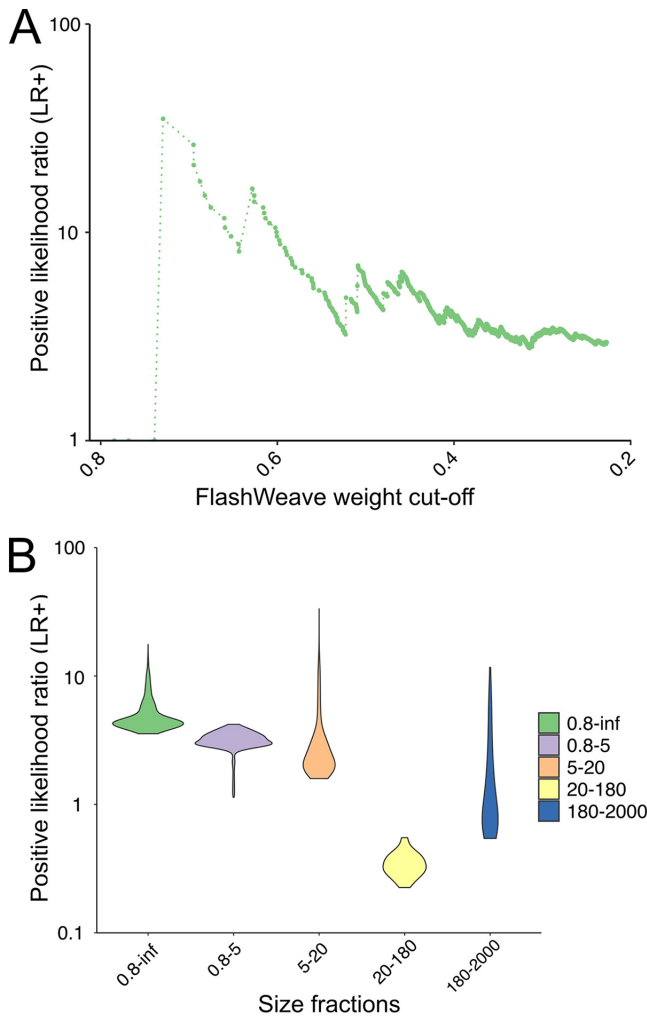 A
Positive likelihood ratio (LR+)
100
10
1
0.8
0.6
0.4
0.2
FlashWeave weight cut-off
B
Positive likelihood ratio (LR+)
100
10
1
0.1
0.8-inf
0.8-5
5-20
20-180
180-2000
Size fractions
0.8-inf
0.8-5
5-20
20-180
180-2000